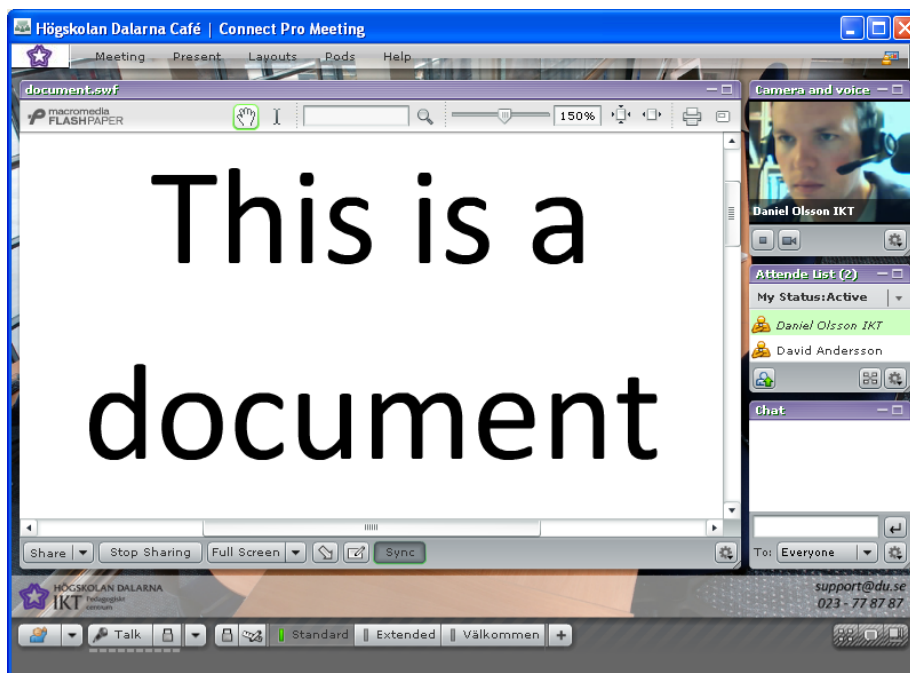 Högskolan Dalarna Café | Connect Pro Meeting
Meeting Present Layouts Pods Help
document.swf
macromedia
FLASHPAPER
150%
This is a
document
Share Stop Sharing Full Screen Sync
Camera and voice
Daniel Olsson IKT
Attende List (2)
My Status:Active
Daniel Olsson IKT
David Andersson
Chat
To: Everyone
HÖGSKOLAN DALARNA
IKT Pedagogiskt
centrum
support@du.se
023 - 77 87 87
Talk Standard Extended Välkommen